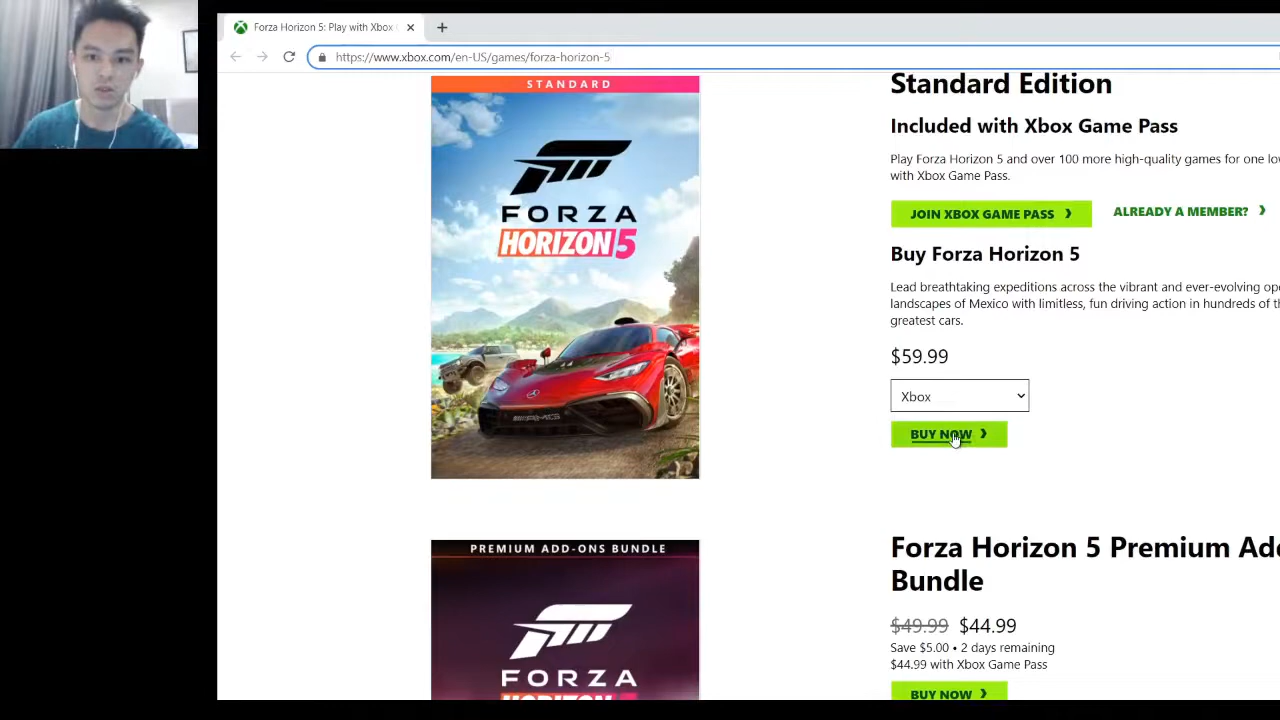 Forza Horizon 5: Play with Xbox
https://www.xbox.com/en-US/games/forza-horizon-5
STANDARD
FORZA
HORIZON 5
AMG
Standard Edition
Included with Xbox Game Pass
Play Forza Horizon 5 and over 100 more high-quality games for one lo
with Xbox Game Pass.
JOIN XBOX GAME PASS
ALREADY A MEMBER?
Buy Forza Horizon 5
Lead breathtaking expeditions across the vibrant and ever-evolving op
landscapes of Mexico with limitless, fun driving action in hundreds of t
greatest cars.
$59.99
Xbox
BUY NOW
PREMIUM ADD-ONS BUNDLE
FORZA
HORIZON 5
Forza Horizon 5 Premium Ad
Bundle
$49.99 $44.99
Save $5.00 • 2 days remaining
$44.99 with Xbox Game Pass
BUY NOW